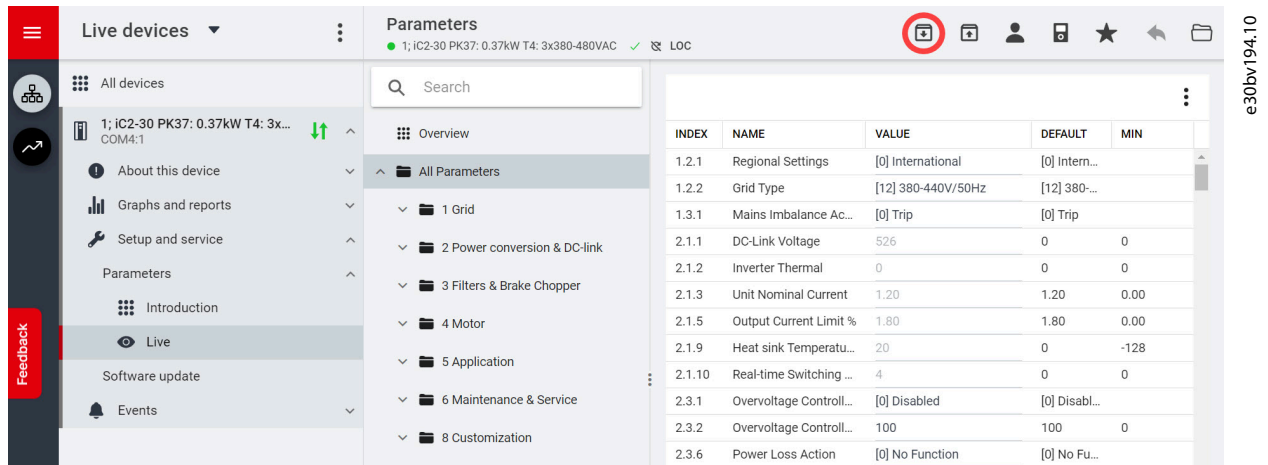 Live devices
Parameters
1; iC2-30 PK37: 0.37kW T4: 3x380-480VAC
LOC
All devices
1; iC2-30 PK37: 0.37kW T4: 3x...
COM4:1
About this device
Graphs and reports
Setup and service
Parameters
Introduction
Live
Software update
Events
Feedback
Search
Overview
All Parameters
1 Grid
2 Power conversion & DC-link
3 Filters & Brake Chopper
4 Motor
5 Application
6 Maintenance & Service
8 Customization
INDEX NAME VALUE DEFAULT MIN
1.2.1 Regional Settings [0] International [0] Intern...
1.2.2 Grid Type [12] 380-440V/50Hz [12] 380-...
1.3.1 Mains Imbalance Ac... [0] Trip [0] Trip
2.1.1 DC-Link Voltage 526 0 0
2.1.2 Inverter Thermal 0 0 0
2.1.3 Unit Nominal Current 1.20 1.20 0.00
2.1.5 Output Current Limit % 1.80 1.80 0.00
2.1.9 Heat sink Temperatu... 20 0 -128
2.1.10 Real-time Switching ... 4 0 0
2.3.1 Overvoltage Controll... [0] Disabled [0] Disabl...
2.3.2 Overvoltage Controll... 100 100 0
2.3.6 Power Loss Action [0] No Function [0] No Fu...
e30bv194.10